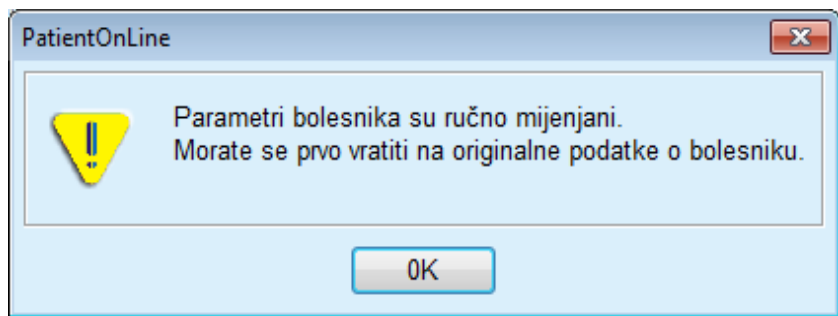 PatientOnLine
Parametri bolesnika su ručno mijenjani.
Morate se prvo vratiti na originalne podatke o bolesniku.
OK